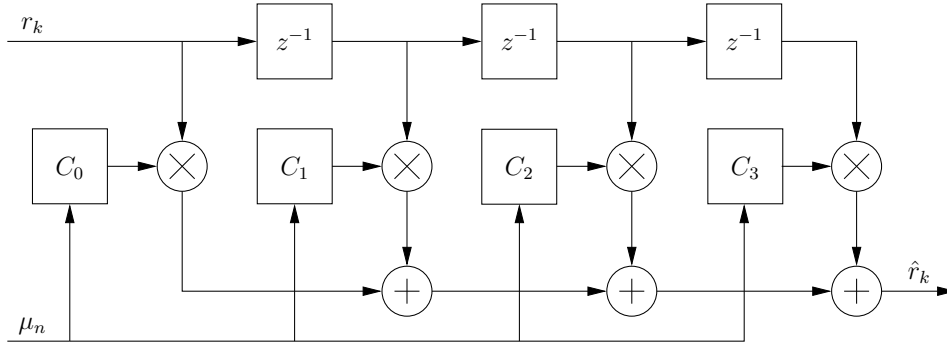 r_k
z^{-1} z^{-1} z^{-1}
C_0 C_1 C_2 C_3
× × × ×
+ + + \hat{r}_k
μ_n